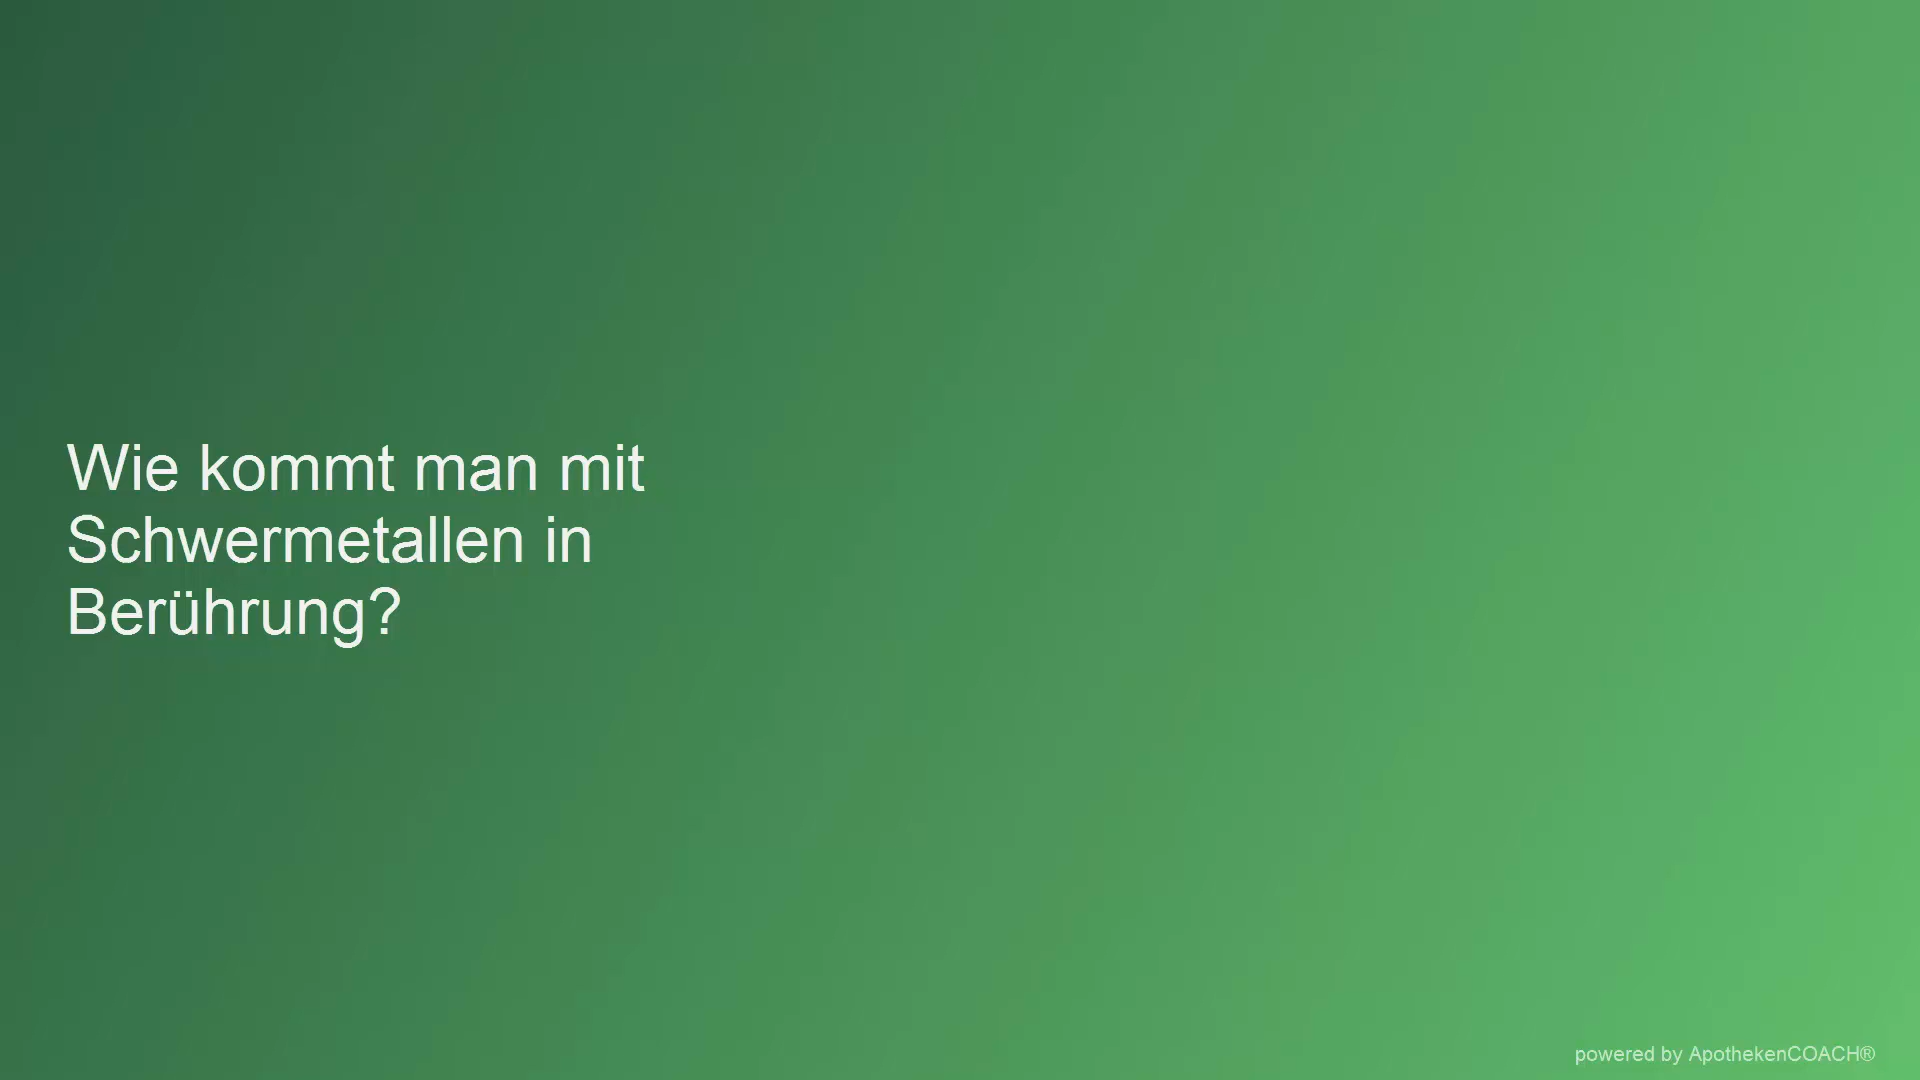 Wie kommt man mit
Schwermetallen in
Berührung?
powered by ApothekenCOACH®